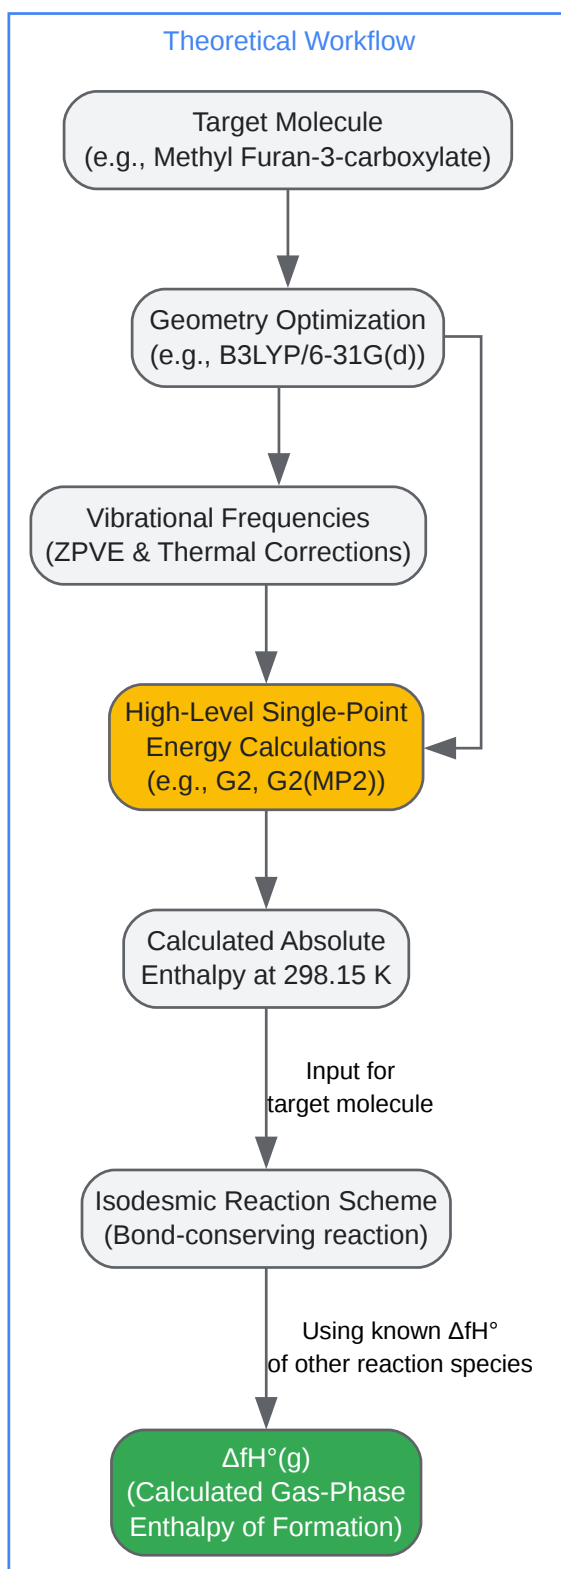 Theoretical Workflow
Target Molecule
(e.g., Methyl Furan-3-carboxylate)
Geometry Optimization
(e.g., B3LYP/6-31G(d))
Vibrational Frequencies
(ZPVE & Thermal Corrections)
High-Level Single-Point
Energy Calculations
(e.g., G2, G2(MP2))
Calculated Absolute
Enthalpy at 298.15 K
Input for
target molecule
Isodesmic Reaction Scheme
(Bond-conserving reaction)
Using known ΔfH°
of other reaction species
ΔfH°(g)
(Calculated Gas-Phase
Enthalpy of Formation)